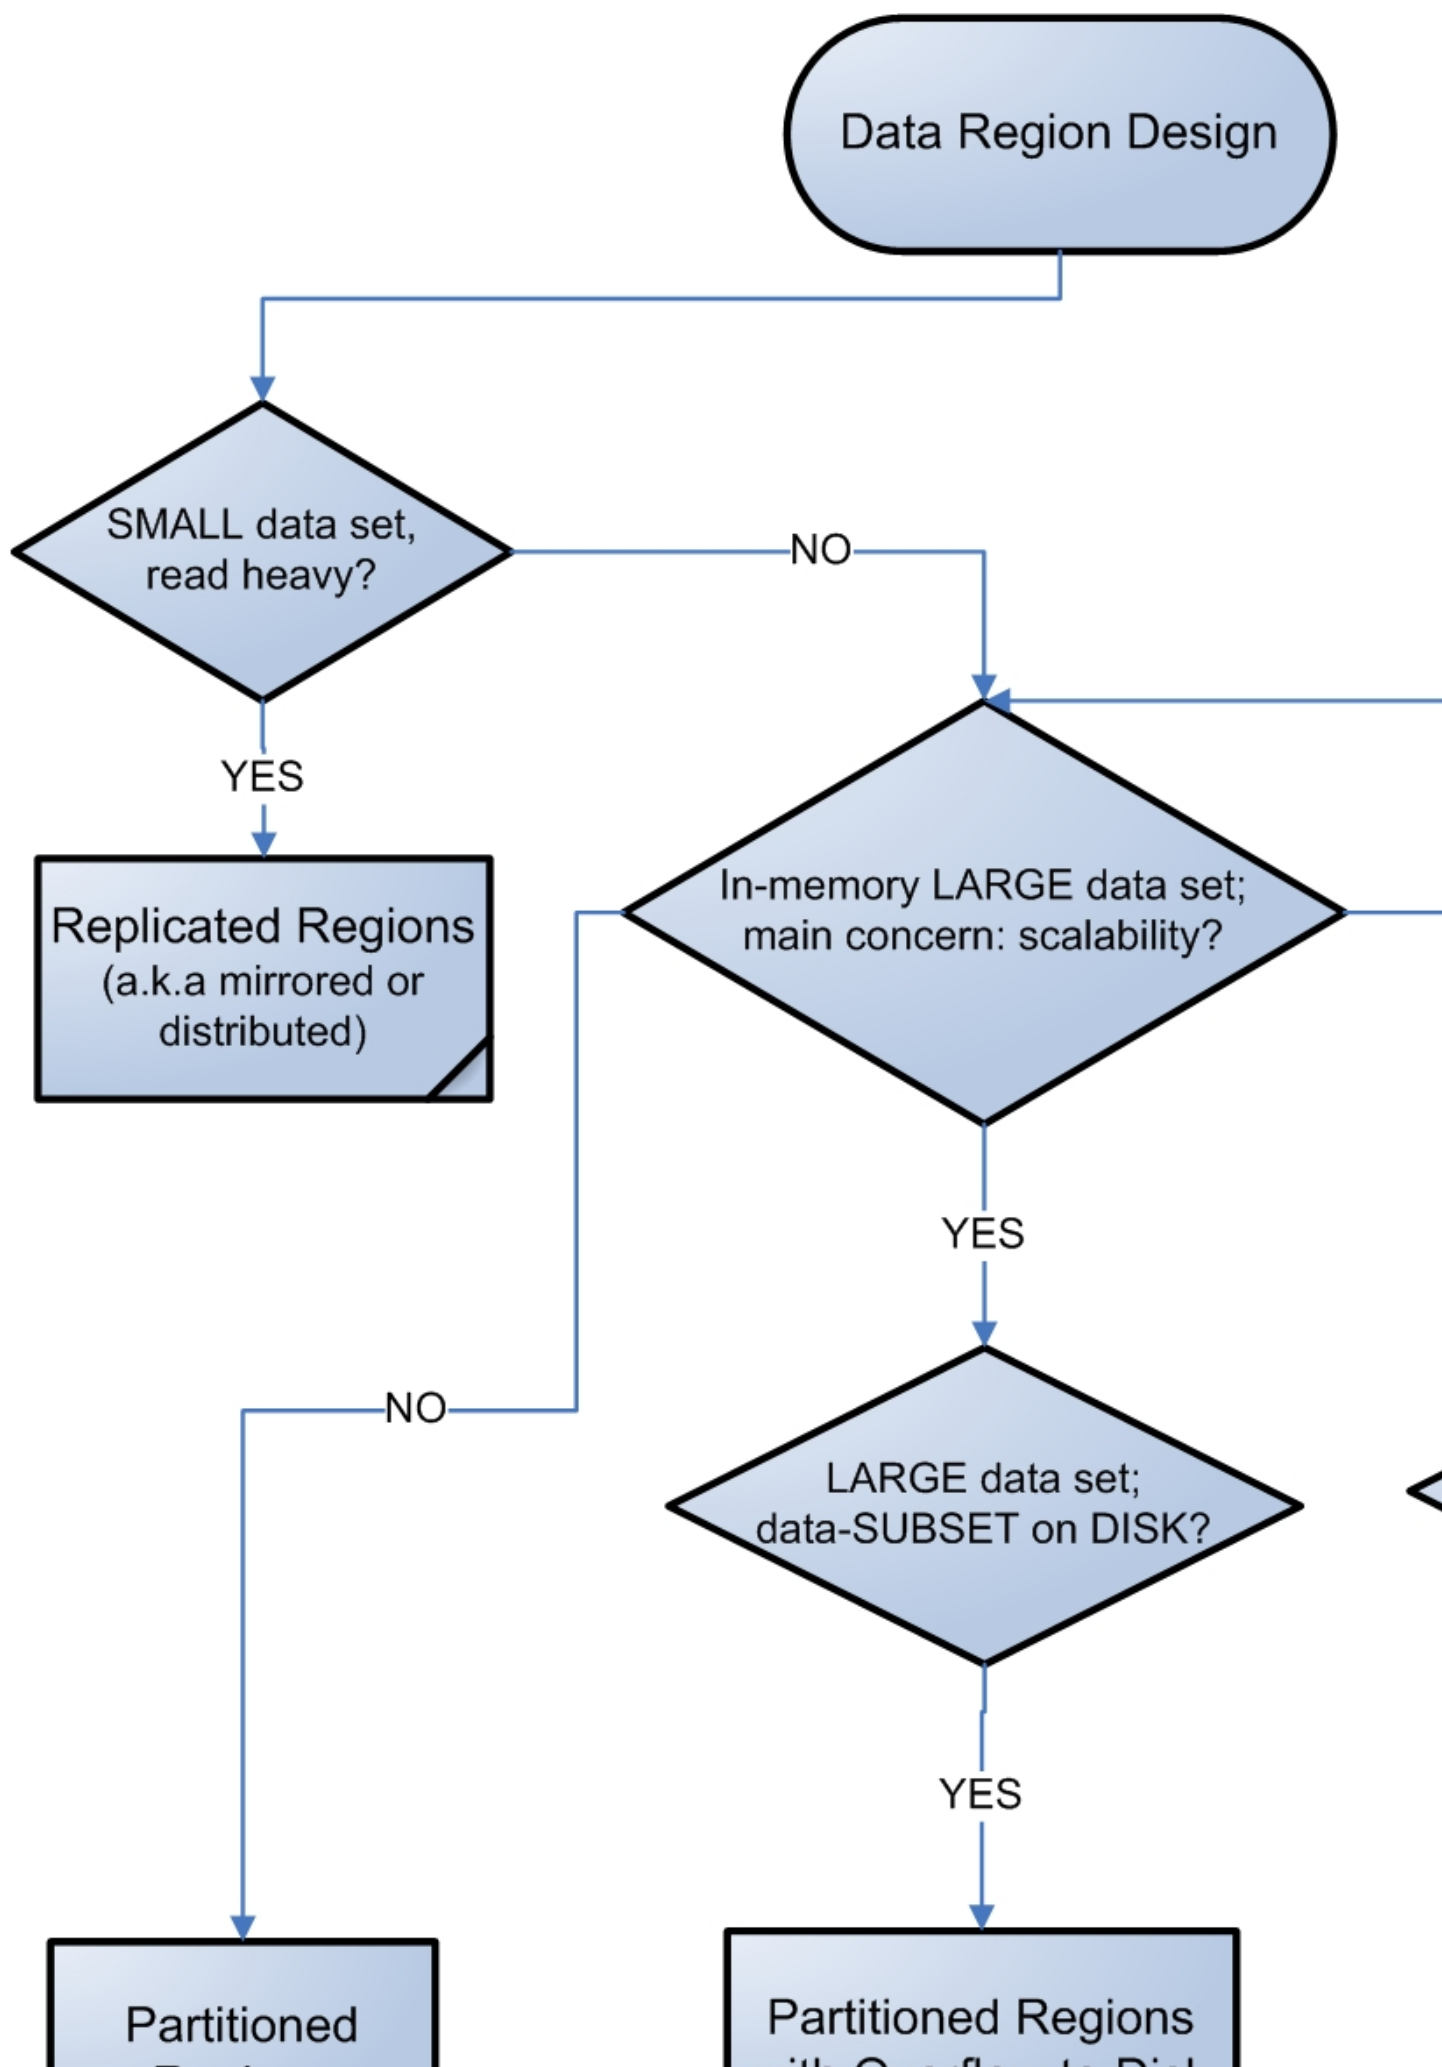 Data Region Design
SMALL data set,
read heavy?
NO
YES
Replicated Regions
(a.k.a mirrored or
distributed)
In-memory LARGE data set;
main concern: scalability?
YES
NO
LARGE data set;
data-SUBSET on DISK?
YES
Partitioned
Partitioned Regions